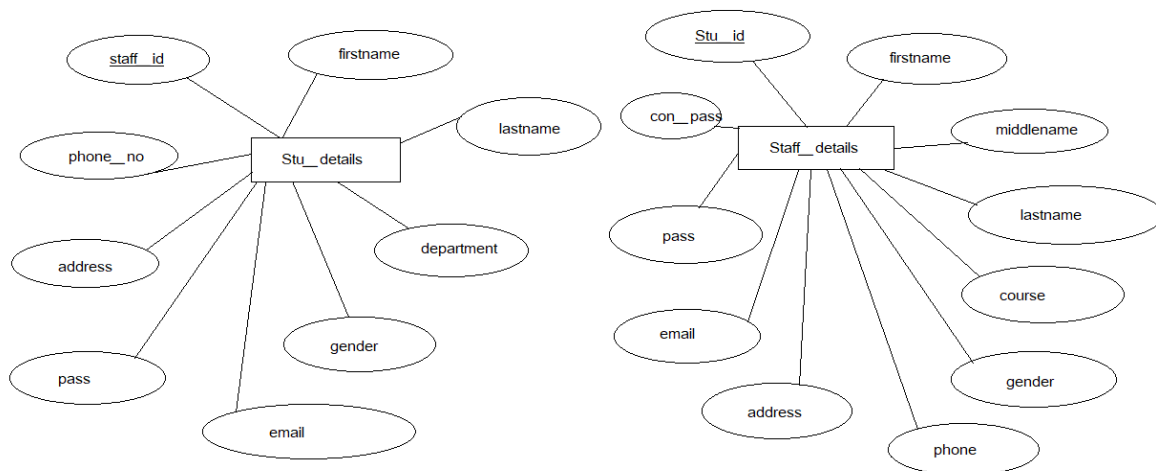 staff__id
firstname
lastname
phone__no
Stu__details
address
department
pass
gender
email
Stu__id
firstname
con__pass
middlename
Staff__details
lastname
pass
course
email
gender
address
phone